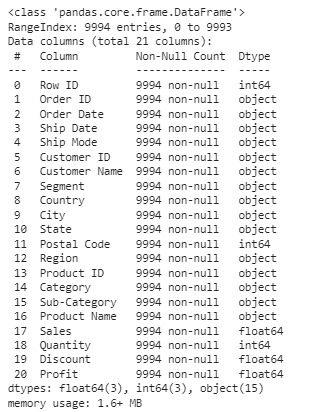 <class 'pandas.core.frame.DataFrame'>
RangeIndex: 9994 entries, 0 to 9993
Data columns (total 21 columns):
 #   Column         Non-Null Count  Dtype
---  ------         --------------  -----
 0   Row ID         9994 non-null   int64
 1   Order ID       9994 non-null   object
 2   Order Date     9994 non-null   object
 3   Ship Date      9994 non-null   object
 4   Ship Mode      9994 non-null   object
 5   Customer ID    9994 non-null   object
 6   Customer Name  9994 non-null   object
 7   Segment        9994 non-null   object
 8   Country        9994 non-null   object
 9   City           9994 non-null   object
 10  State          9994 non-null   object
 11  Postal Code    9994 non-null   int64
 12  Region         9994 non-null   object
 13  Product ID     9994 non-null   object
 14  Category       9994 non-null   object
 15  Sub-Category   9994 non-null   object
 16  Product Name   9994 non-null   object
 17  Sales          9994 non-null   float64
 18  Quantity       9994 non-null   int64
 19  Discount       9994 non-null   float64
 20  Profit         9994 non-null   float64
dtypes: float64(3), int64(3), object(15)
memory usage: 1.6+ MB